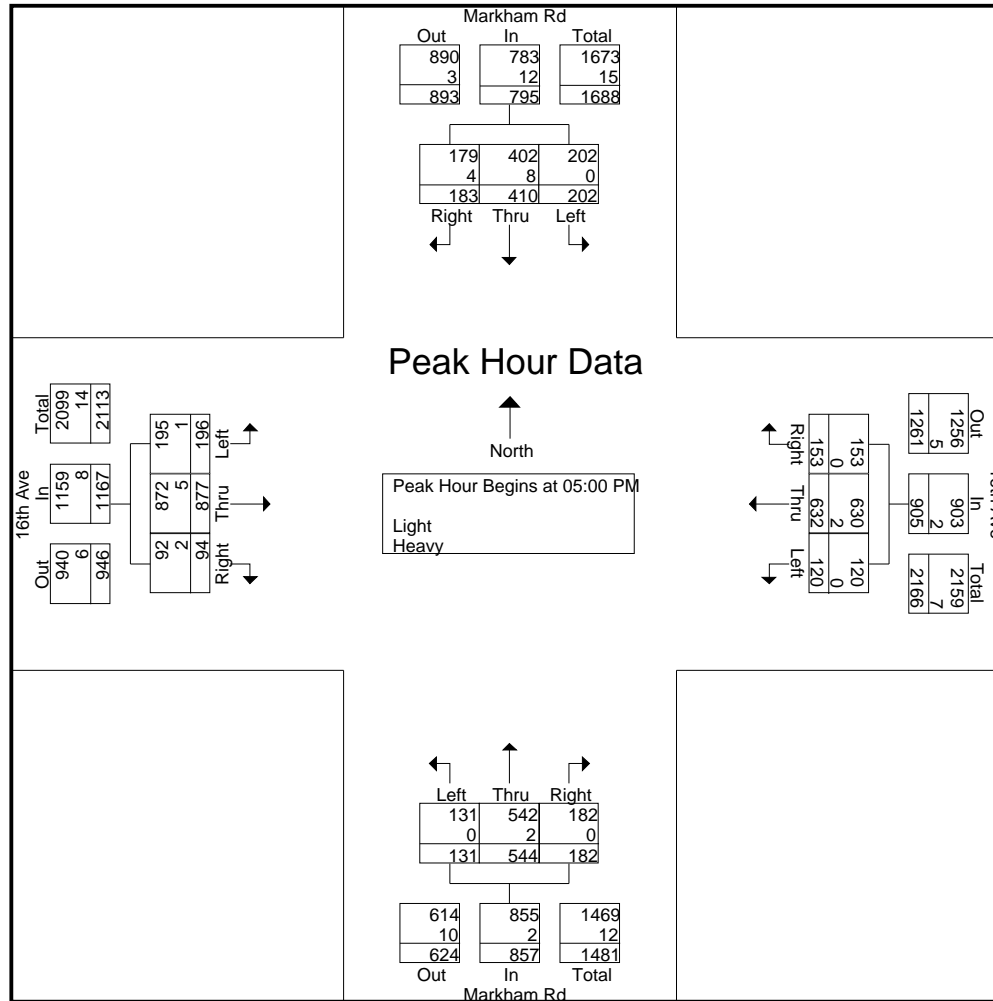 Markham Rd
Out In Total
890 783 1673
3 12 15
893 795 1688
179 402 202
4 8 0
183 410 202
Right Thru Left
Peak Hour Data
North
Peak Hour Begins at 05:00 PM
Light
Heavy
16th Ave
Total In Out
2099 1159 940
14 8 6
2113 1167 946
195 872 92
1 5 2
196 877 94
Left Thru Right
Right Thru Left
153 632 120
0 2 0
153 630 120
Out In Total
1256 903 2159
5 2 7
1261 905 2166
Left Thru Right
131 542 182
0 2 0
131 544 182
614 855 1469
10 2 12
624 857 1481
Out In Total
Markham Rd